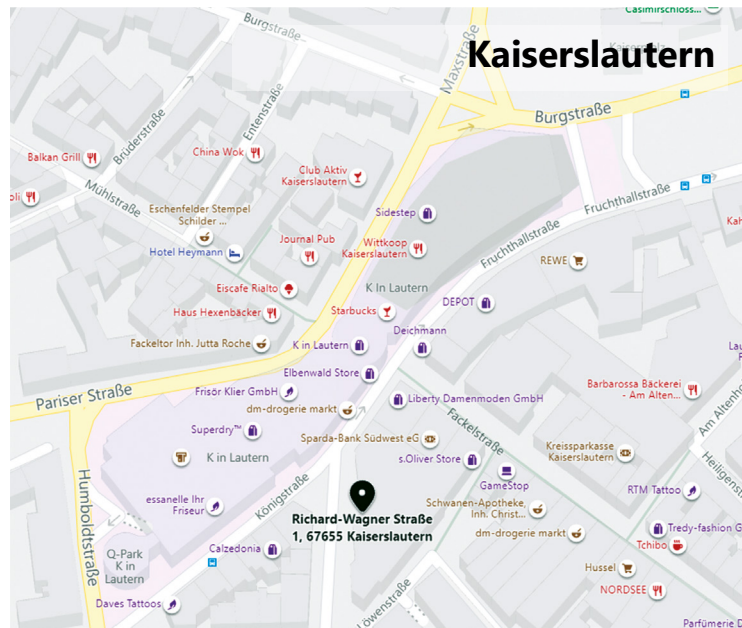 Casimirschloss...
Burgstraße
Kaiserslautern
Maxstraße
Burgstraße
Entenstraße
Brüderstraße
China Wok
Balkan Grill
Club Aktiv
Kaiserslautern
Mühlstraße
oli
Fruchthallstraße
Eschenfelder Stempel
Schilder ...
Sidestep
Kah
Hotel Heymann
Journal Pub
Wittkoop
Kaiserslautern
Fruchthallstraße
REWE
Eiscafe Rialto
K In Lautern
DEPOT
Haus Hexenbäcker
Starbucks
Deichmann
Fackeltor Inh. Jutta Roche
K in Lautern
Lau
Elbenwald Store
Pariser Straße
Frisör Klier GmbH
Liberty Damenmoden GmbH
Barbarossa Bäckerei
- Am Alten...
dm-drogerie markt
Am Altenho
Superdry™
Sparda-Bank Südwest eG
Fackelstraße
K in Lautern
s.Oliver Store
Kreissparkasse
Kaiserslautern
Heiligenst
GameStop
Humboldtstraße
Königstraße
essanelle Ihr
Friseur
RTM Tattoo
Schwanen-Apotheke,
Inh. Christ...
Richard-Wagner Straße
1, 67655 Kaiserslautern
Tredy-fashion G
dm-drogerie markt
Tchibo
Q-Park
K in
Lautern
Calzedonia
Hussel
NORDSEE
Löwenstraße
Daves Tattoos
Parfümerie D